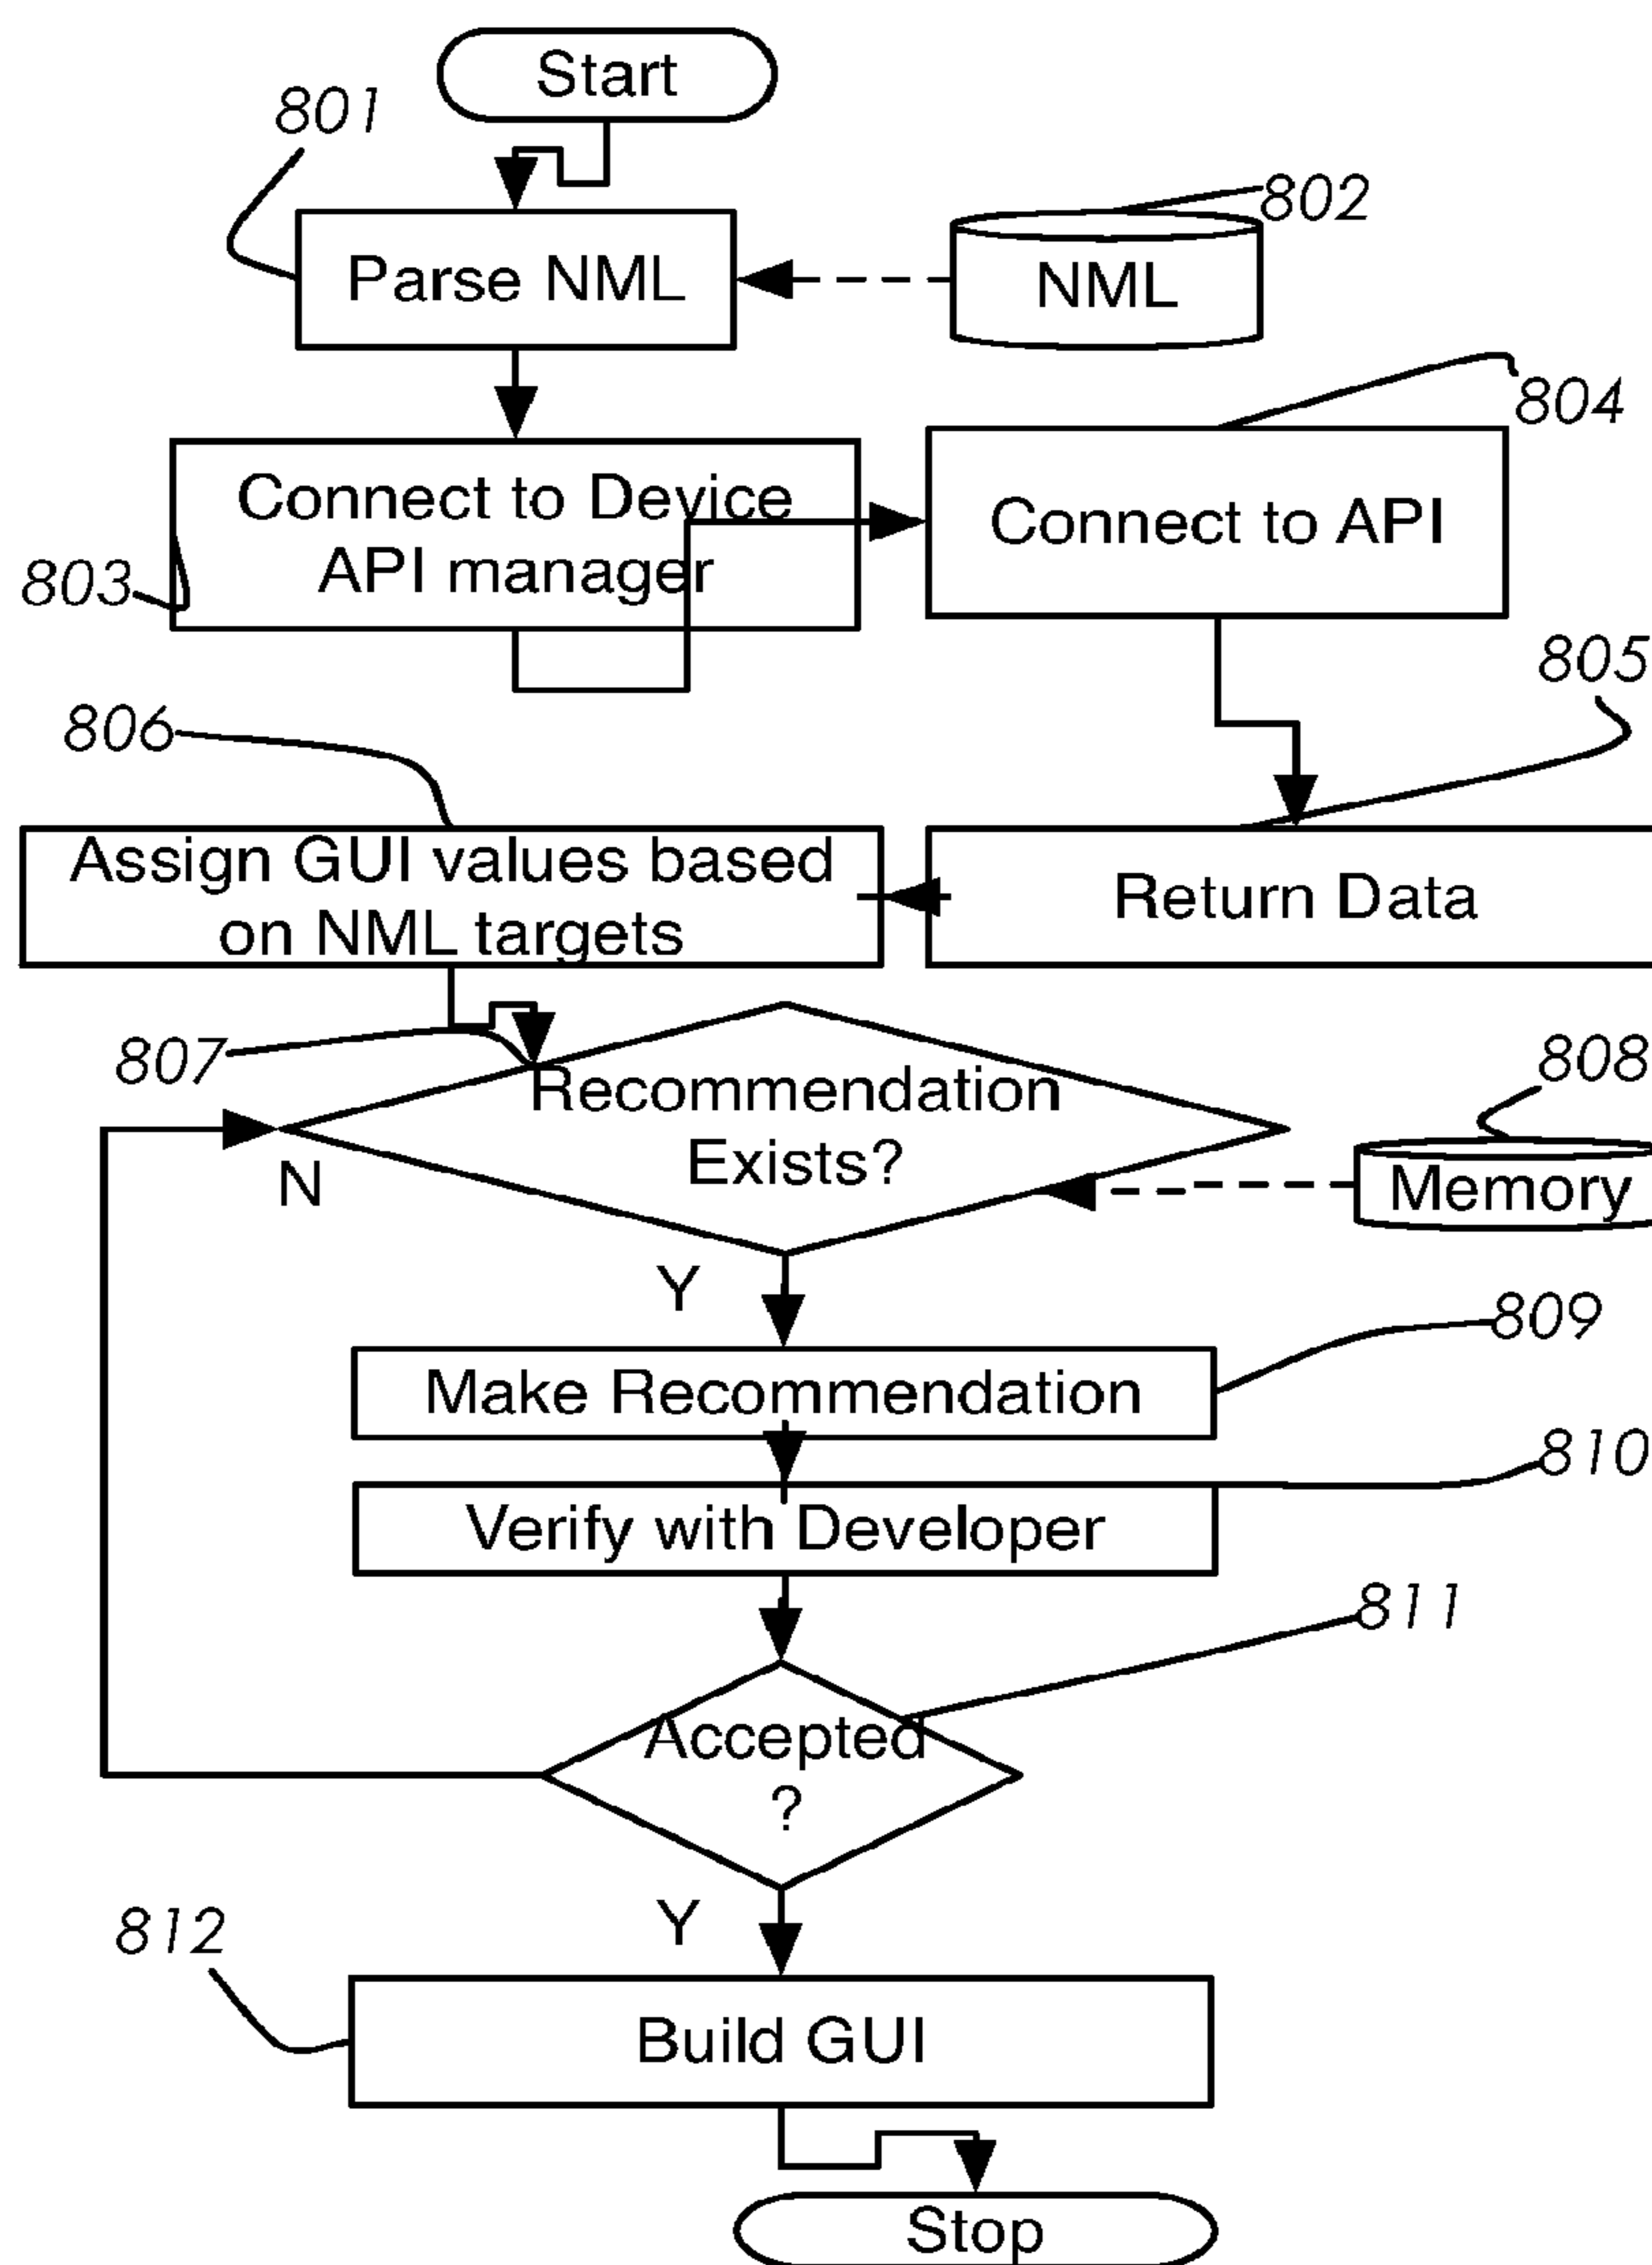 Start
801
802
Parse NML
NML
804
Connect to Device
API manager
Connect to API
803
805
806
Assign GUI values based
on NML targets
Return Data
807
808
Recommendation
Exists?
N
Memory
Y
809
Make Recommendation
810
Verify with Developer
811
Accepted
?
Y
812
Build GUI
Stop